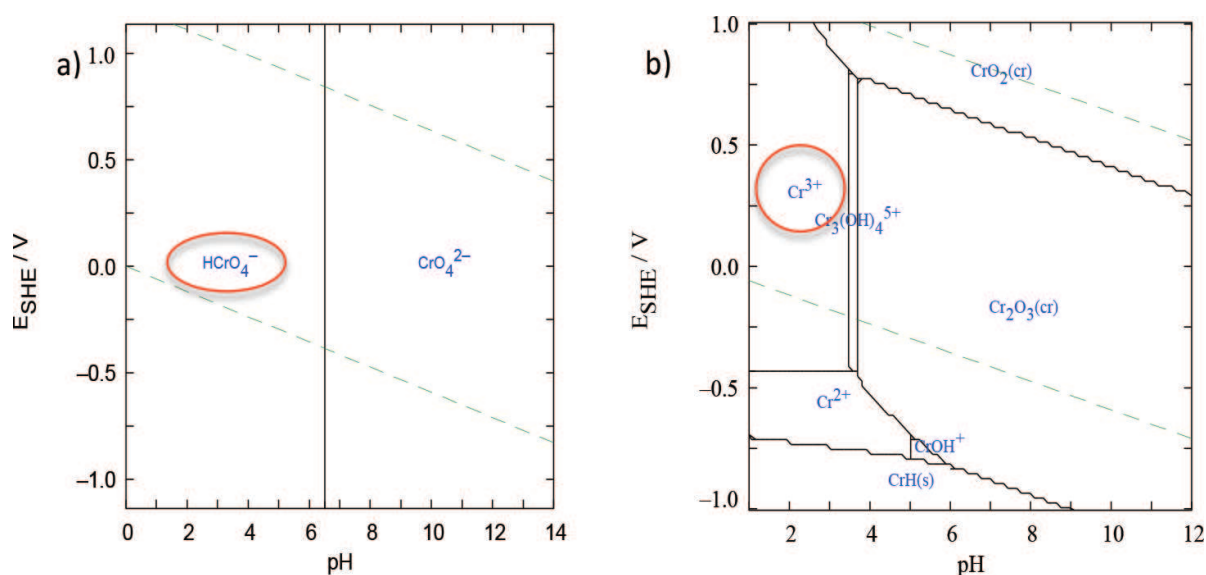 a)
1.0
0.5
0.0
−0.5
−1.0
E_SHE / V
HCrO₄⁻
CrO₄²⁻
0 2 4 6 8 10 12 14
pH
b)
1.0
0.5
0.0
−0.5
−1.0
E_SHE / V
CrO₂(cr)
Cr³⁺
Cr₃(OH)₄⁵⁺
Cr₂O₃(cr)
Cr²⁺
CrOH⁺
CrH(s)
2 4 6 8 10 12
pH